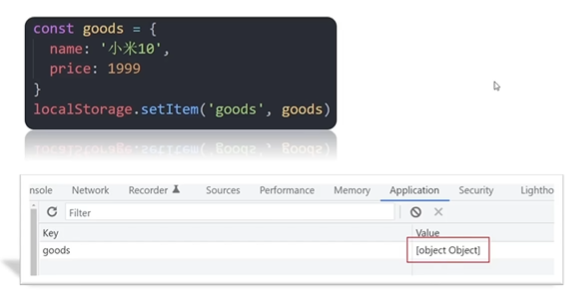 const goods = {
name: '小米10',
price: 1999
}
localStorage.setItem('goods', goods)
nsole Network Recorder Sources Performance Memory Application Security Lightho
Filter
Key Value
goods [object Object]